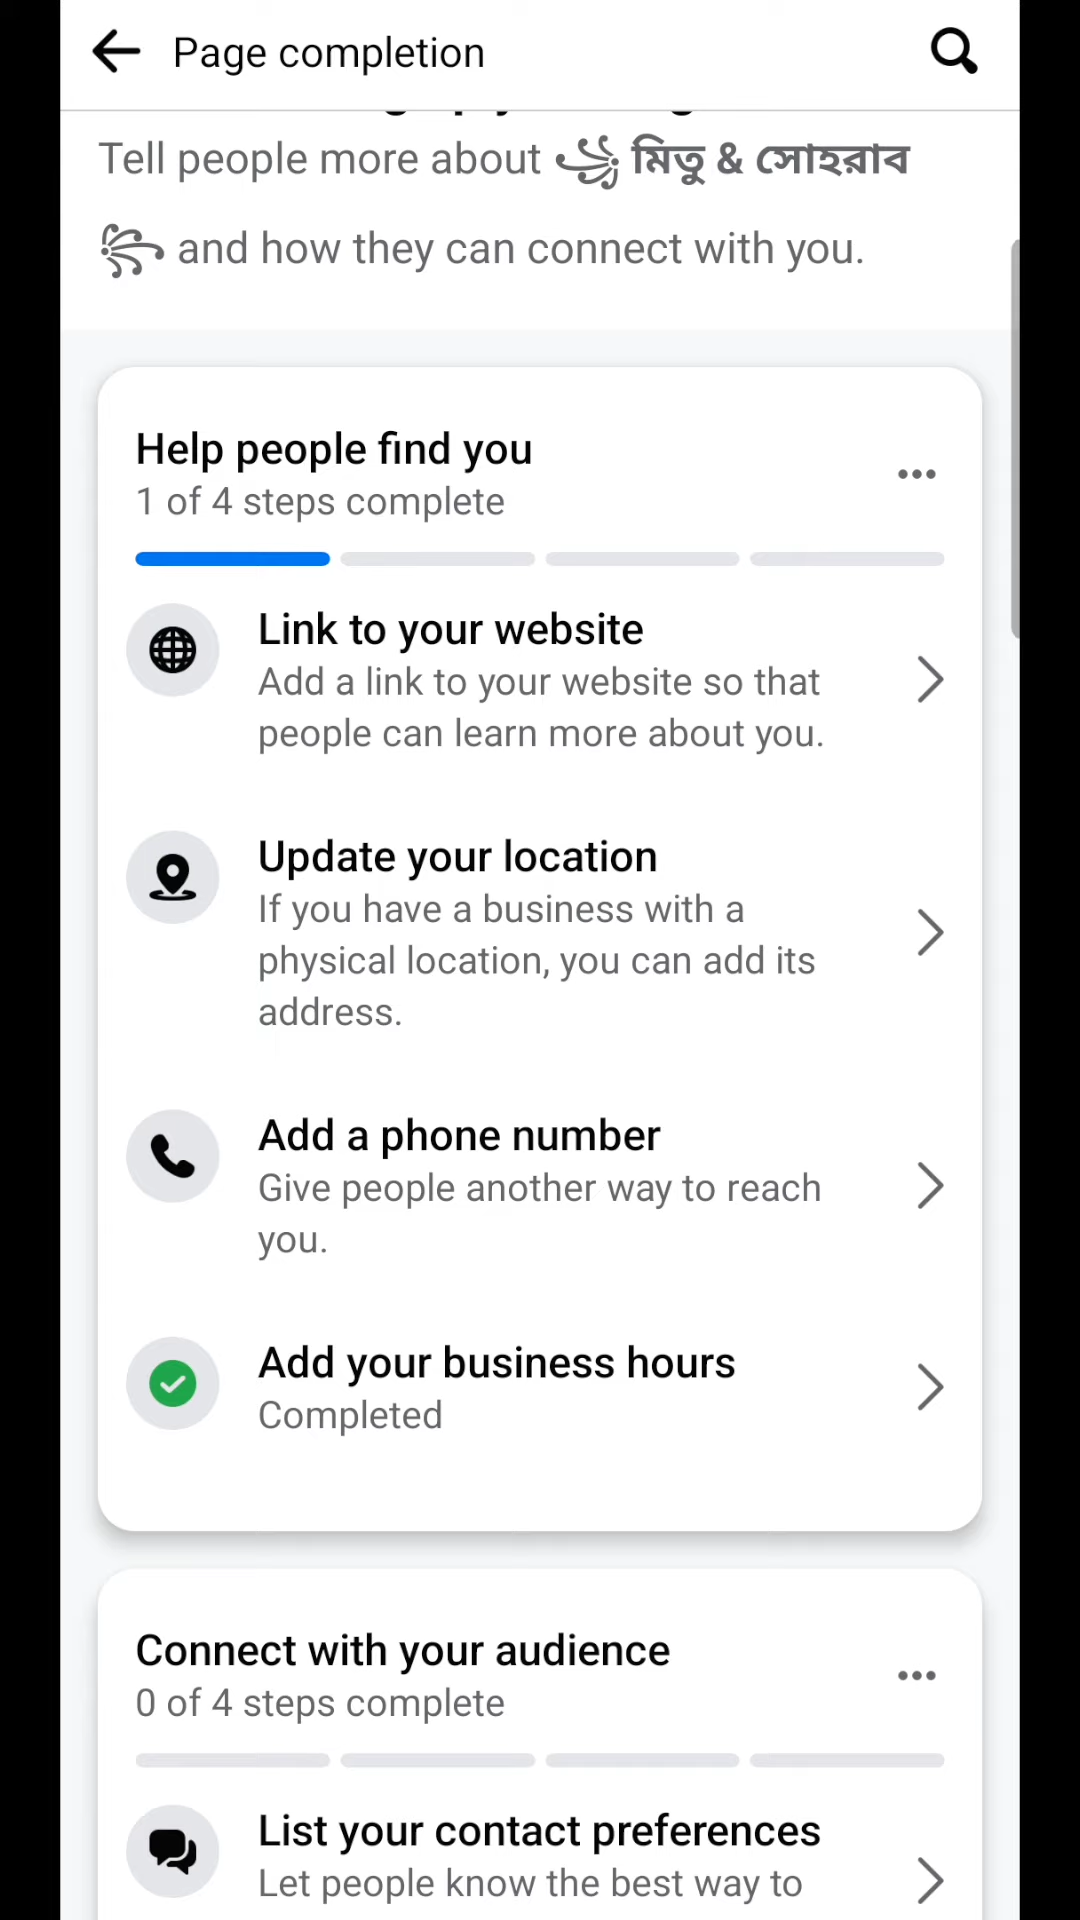 Page completion
Tell people more about ꧁ মিতু & সোহরাব
꧂ and how they can connect with you.
Help people find you
1 of 4 steps complete
Link to your website
Add a link to your website so that
people can learn more about you.
Update your location
If you have a business with a
physical location, you can add its
address.
Add a phone number
Give people another way to reach
you.
Add your business hours
Completed
Connect with your audience
0 of 4 steps complete
List your contact preferences
Let people know the best way to